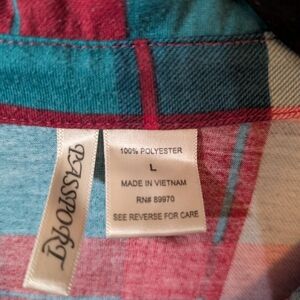 PASSPORT
100% POLYESTER
L
MADE IN VIETNAM
RN# 89970
SEE REVERSE FOR CARE